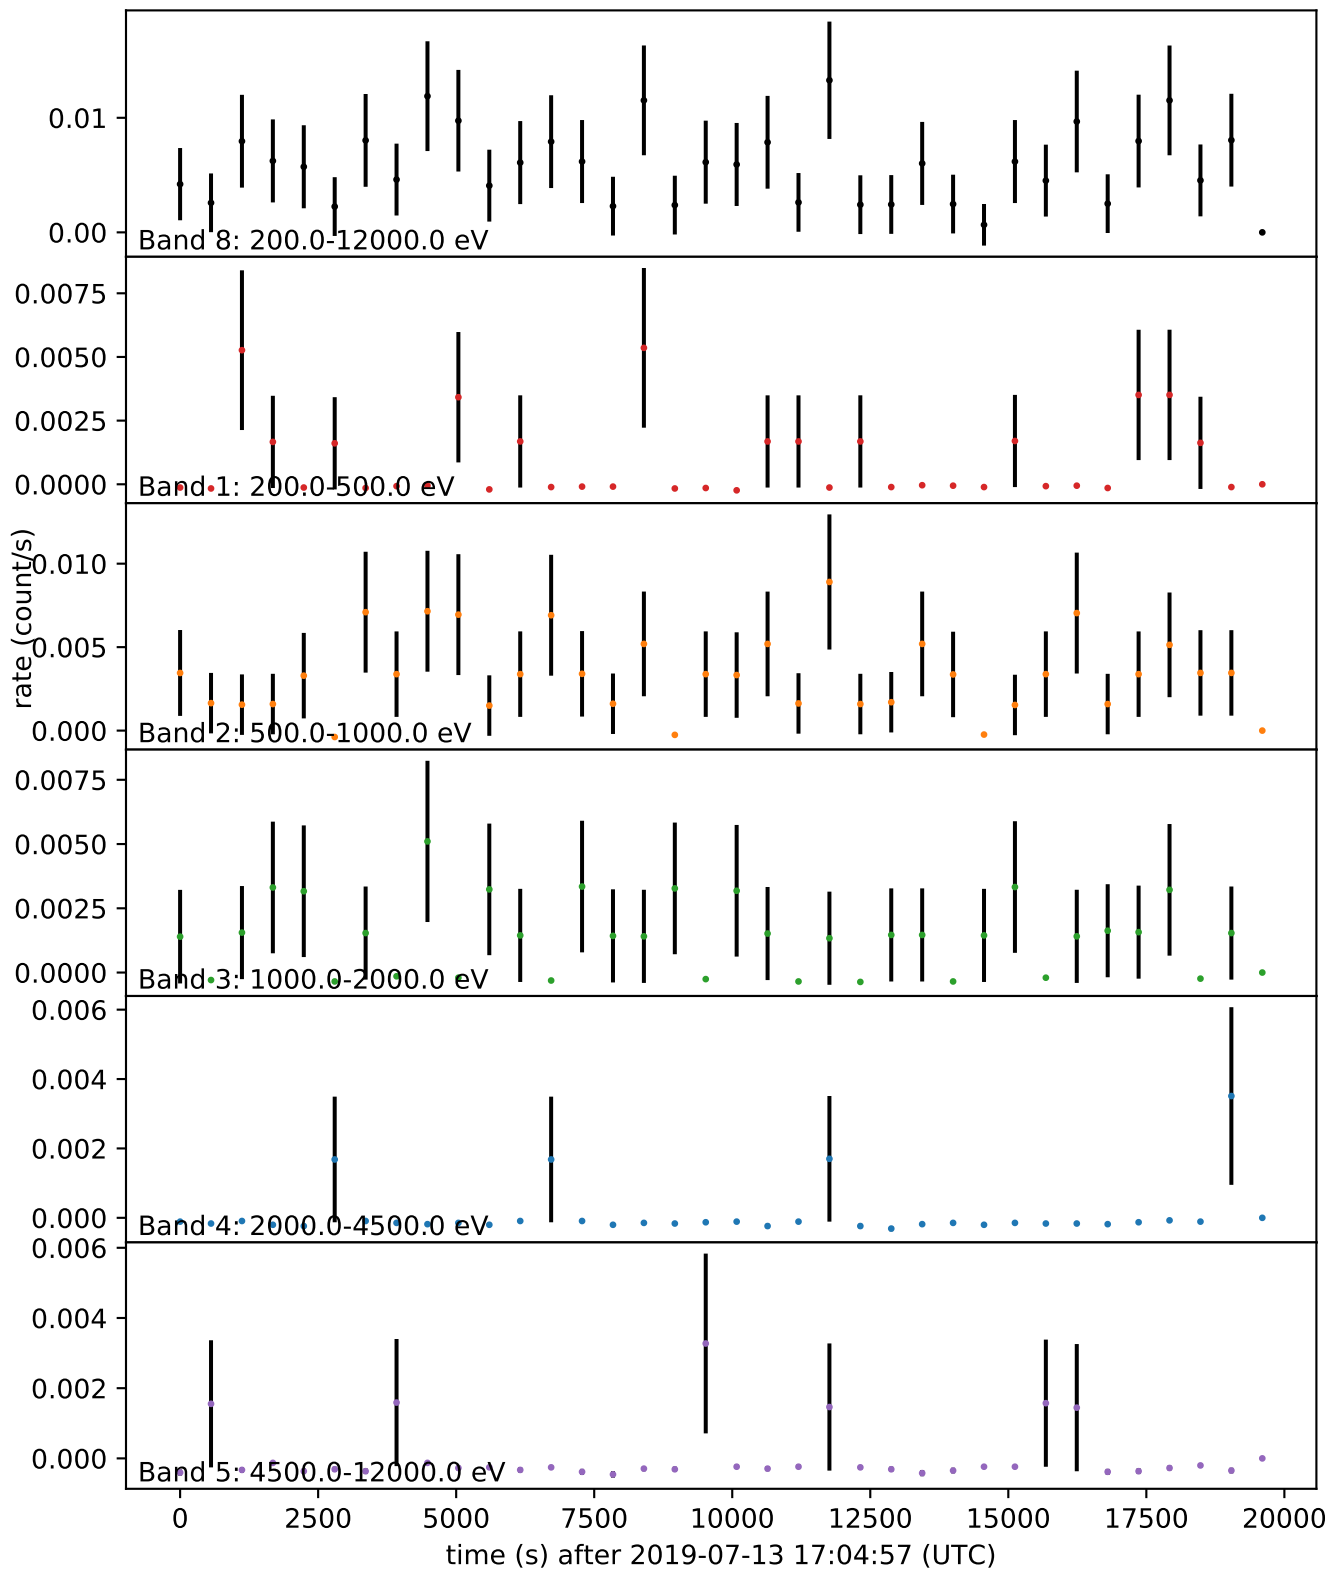 0.01
0.00
Band 8: 200.0-12000.0 eV
0.0075
0.0050
0.0025
0.0000
Band 1: 200.0-500.0 eV
rate (count/s)
0.010
0.005
0.000
Band 2: 500.0-1000.0 eV
0.0075
0.0050
0.0025
0.0000
Band 3: 1000.0-2000.0 eV
0.006
0.004
0.002
0.000
Band 4: 2000.0-4500.0 eV
0.006
0.004
0.002
0.000
Band 5: 4500.0-12000.0 eV
0 2500 5000 7500 10000 12500 15000 17500 20000
time (s) after 2019-07-13 17:04:57 (UTC)